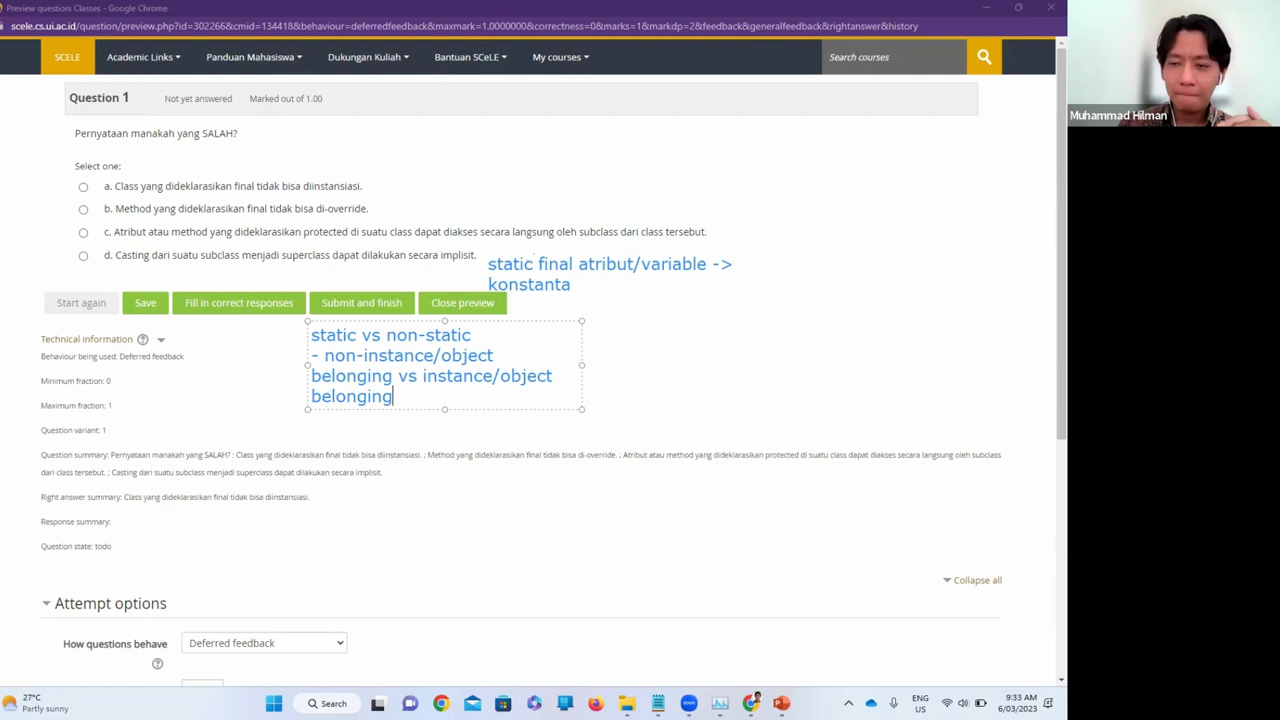 Preview question: Classes - Google Chrome
scele.cs.ui.ac.id/question/preview.php?id=302266&cmid=134418&behaviour=deferredfeedback&maxmark=1.0000000&correctness=0&marks=1&markdp=2&feedback&generalfeedback&rightanswer&history
SCELE Academic Links Panduan Mahasiswa Dukungan Kuliah Bantuan SCeLE My courses Search courses
Muhammad Hilman
Question 1 Not yet answered Marked out of 1.00
Pernyataan manakah yang SALAH?
Select one:
a. Class yang dideklarasikan final tidak bisa diinstansiasi.
b. Method yang dideklarasikan final tidak bisa di-override.
c. Atribut atau method yang dideklarasikan protected di suatu class dapat diakses secara langsung oleh subclass dari class tersebut.
d. Casting dari suatu subclass menjadi superclass dapat dilakukan secara implisit.
static final atribut/variable ->
konstanta
Start again Save Fill in correct responses Submit and finish Close preview
static vs non-static
- non-instance/object
belonging vs instance/object
belonging
Technical information
Behaviour being used: Deferred feedback
Minimum fraction: 0
Maximum fraction: 1
Question variant: 1
Question summary: Pernyataan manakah yang SALAH? : Class yang dideklarasikan final tidak bisa diinstansiasi. ; Method yang dideklarasikan final tidak bisa di-override. ; Atribut atau method yang dideklarasikan protected di suatu class dapat diakses secara langsung oleh subclass
dari class tersebut. ; Casting dari suatu subclass menjadi superclass dapat dilakukan secara implisit.
Right answer summary: Class yang dideklarasikan final tidak bisa diinstansiasi.
Response summary:
Question state: todo
Collapse all
Attempt options
How questions behave Deferred feedback
27°C
Partly sunny
Search
ENG
US
9:33 AM
6/03/2023